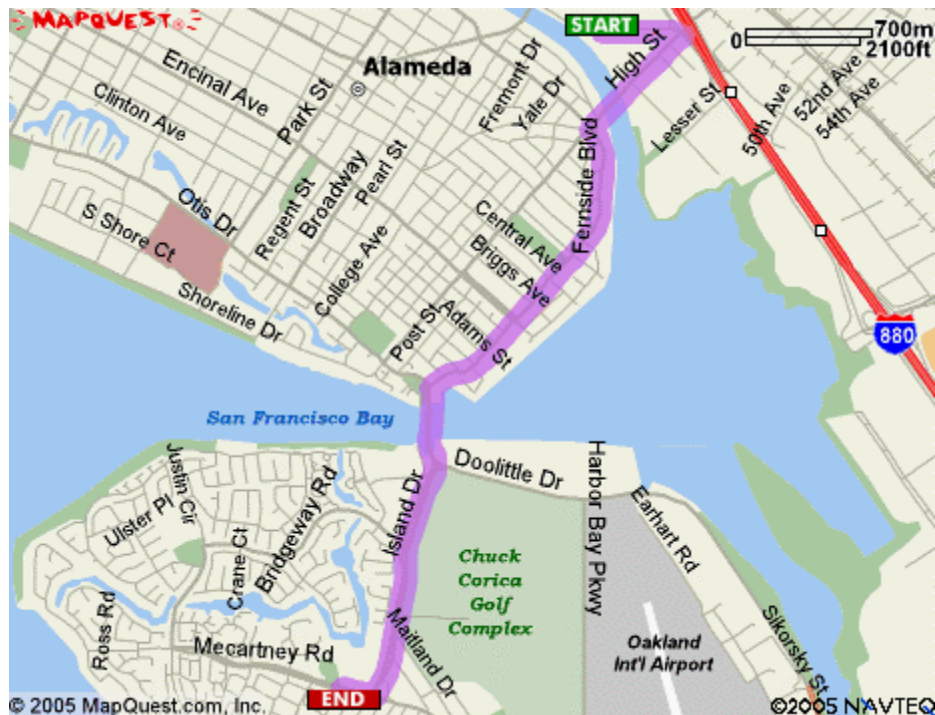 MAPQUEST
START
700m
0
2100ft
High St
Alameda
Fremont Dr
Yale Dr
Encinal Ave
Park St
Clinton Ave
Lesser St
50th Ave
52nd Ave
54th Ave
Fernside Blvd
Broadway
Pearl St
Regent St
Otis Dr
S Shore Ct
Central Ave
Briggs Ave
College Ave
Shoreline Dr
Post St
Adams St
880
San Francisco Bay
Justin Cir
Doolittle Dr
Harbor Bay Pkwy
Island Dr
Bridgeway Rd
Ulster Pl
Earhart Rd
Crane Ct
Chuck
Corica
Golf
Complex
Ross Rd
Maitland Dr
Mecartney Rd
Oakland
Int'l Airport
Sikorsky St
END
© 2005 MapQuest.com, Inc.
©2005 NAVTEQ